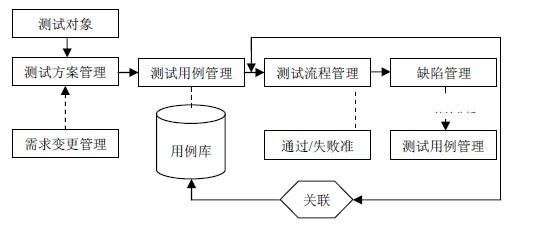 测试对象
测试方案管理
测试用例管理
测试流程管理
缺陷管理
需求变更管理
用例库
通过/失败准
测试用例管理
关联